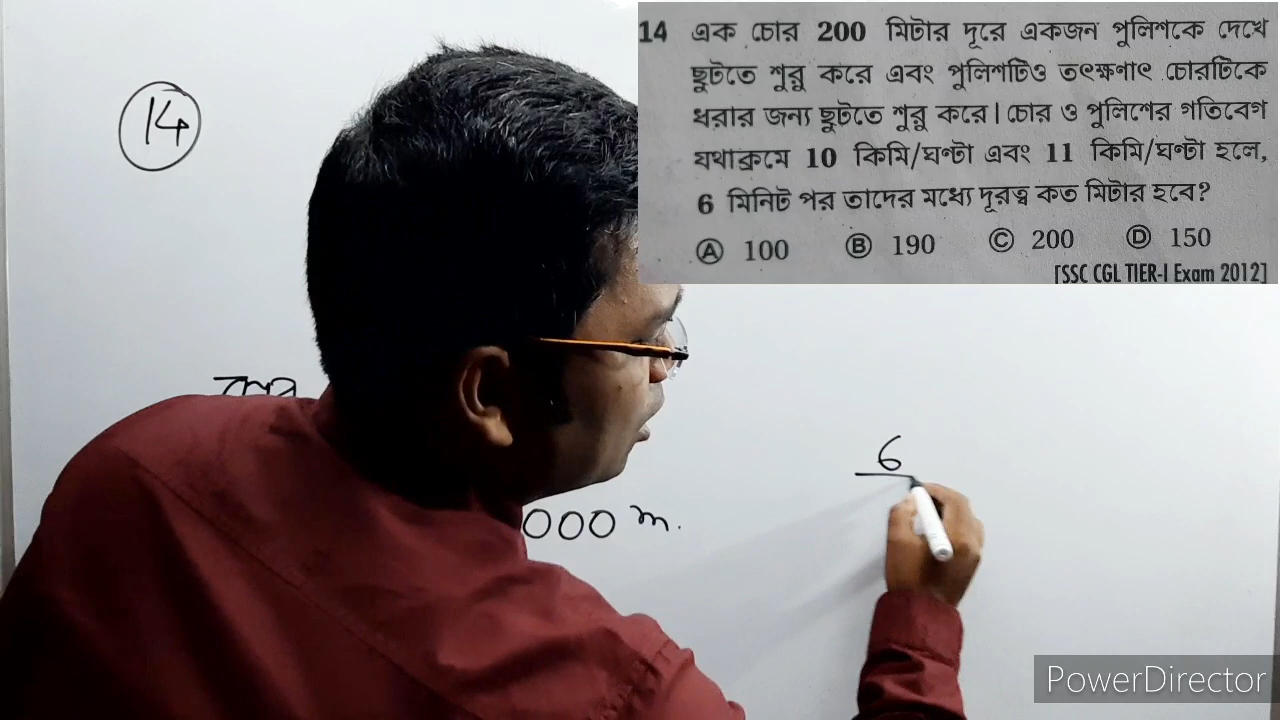 14 এক চোর 200 মিটার দূরে একজন পুলিশকে দেখে
ছুটতে শুরু করে এবং পুলিশটিও তৎক্ষণাৎ চোরটিকে
ধরার জন্য ছুটতে শুরু করে। চোর ও পুলিশের গতিবেগ
যথাক্রমে 10 কিমি/ঘণ্টা এবং 11 কিমি/ঘণ্টা হলে,
6 মিনিট পর তাদের মধ্যে দূরত্ব কত মিটার হবে?
Ⓐ 100 Ⓑ 190 Ⓒ 200 Ⓓ 150
[SSC CGL TIER-I Exam 2012]
14
6
000 m.
PowerDirector